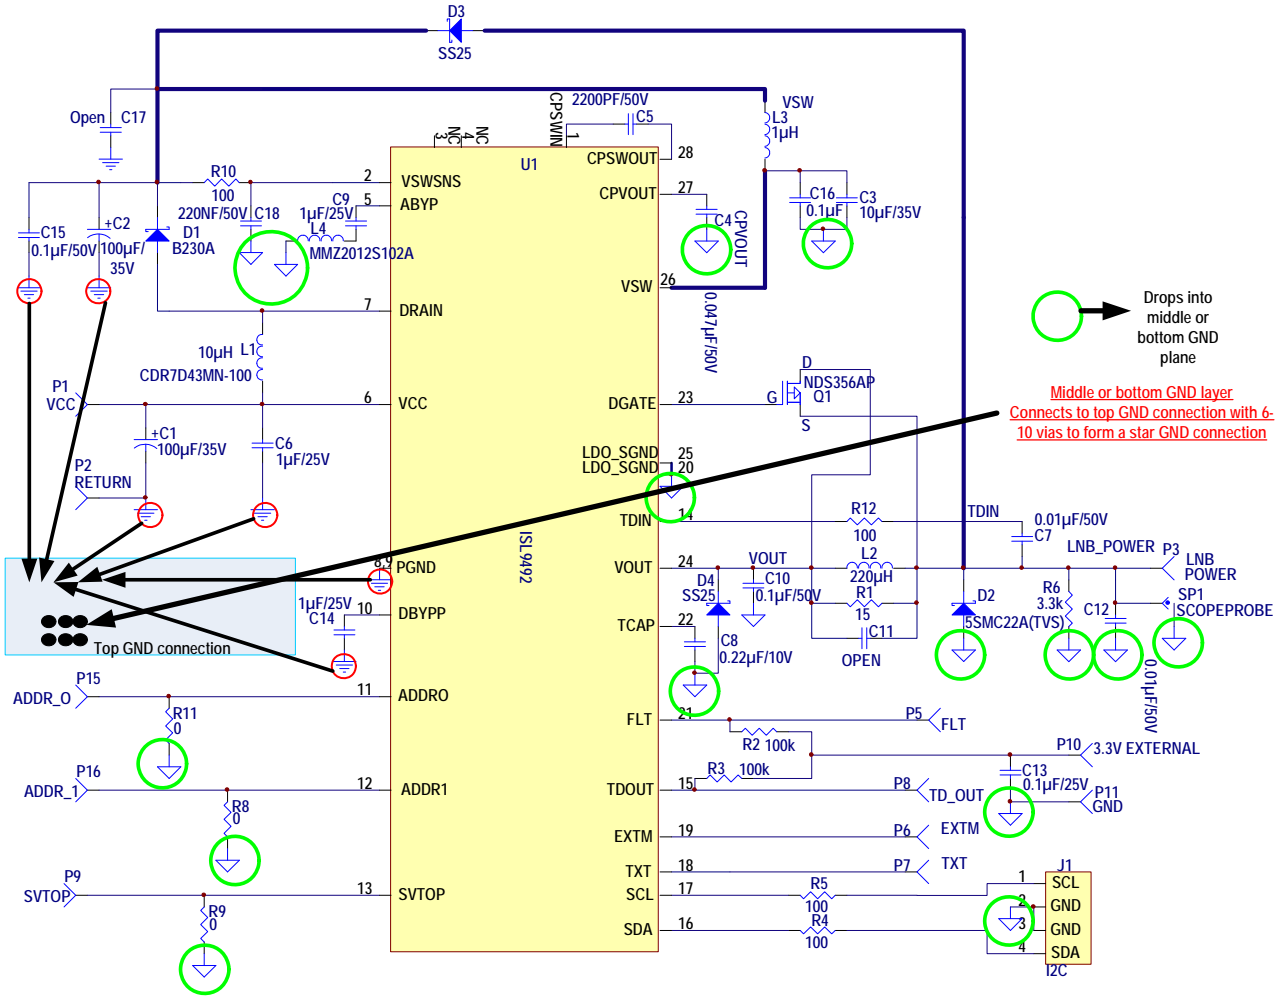 D3
SS25
Open C17
2200PF/50V
C5
CPSWIN
1
3
NC
4
NC
VSW
L3
1µH
U1
CPSWOUT 28
R10
100
2 VSWSNS
5 ABYP
CPVOUT 27
C4
CPVOUT
C16
0.1µF
C3
10µF/35V
C15
0.1µF/50V
+C2
100µF/
35V
D1
B230A
220NF/50V C18
C9
1µF/25V
L4
MMZ2012S102A
VSW 26
7 DRAIN
0.047µF/50V
Drops into
middle or
bottom GND
plane
10µH L1
CDR7D43MN-100
P1
VCC
6 VCC
DGATE 23
D
NDS356AP
G Q1
S
Middle or bottom GND layer
Connects to top GND connection with 6-
10 vias to form a star GND connection
+C1
100µF/35V
C6
1µF/25V
P2
RETURN
LDO_SGND 25
LDO_SGND 20
TDIN 14
R12
100
TDIN
0.01µF/50V
C7
ISL9492
8,9 PGND
VOUT 24
VOUT
L2
220µH
LNB_POWER
P3
LNB
POWER
D4
SS25
C10
0.1µF/50V
R1
15
C11
OPEN
D2
5SMC22A(TVS)
R6
3.3k
C12
0.01µF/50V
SP1
SCOPEPROBE
1µF/25V
C14
10 DBYPP
TCAP 22
C8
0.22µF/10V
Top GND connection
P15
ADDR_O
11 ADDRO
R11
0
FLT 21
P5
FLT
R2 100k
R3 100k
P10
3.3V EXTERNAL
C13
0.1µF/25V
P11
GND
P16
ADDR_1
12 ADDR1
R8
0
TDOUT 15
P8
TD_OUT
EXTM 19
P6
EXTM
TXT 18
P7
TXT
P9
SVTOP
13 SVTOP
R9
0
SCL 17
R5
100
SDA 16
R4
100
J1
1 SCL
2 GND
3 GND
4 SDA
I2C